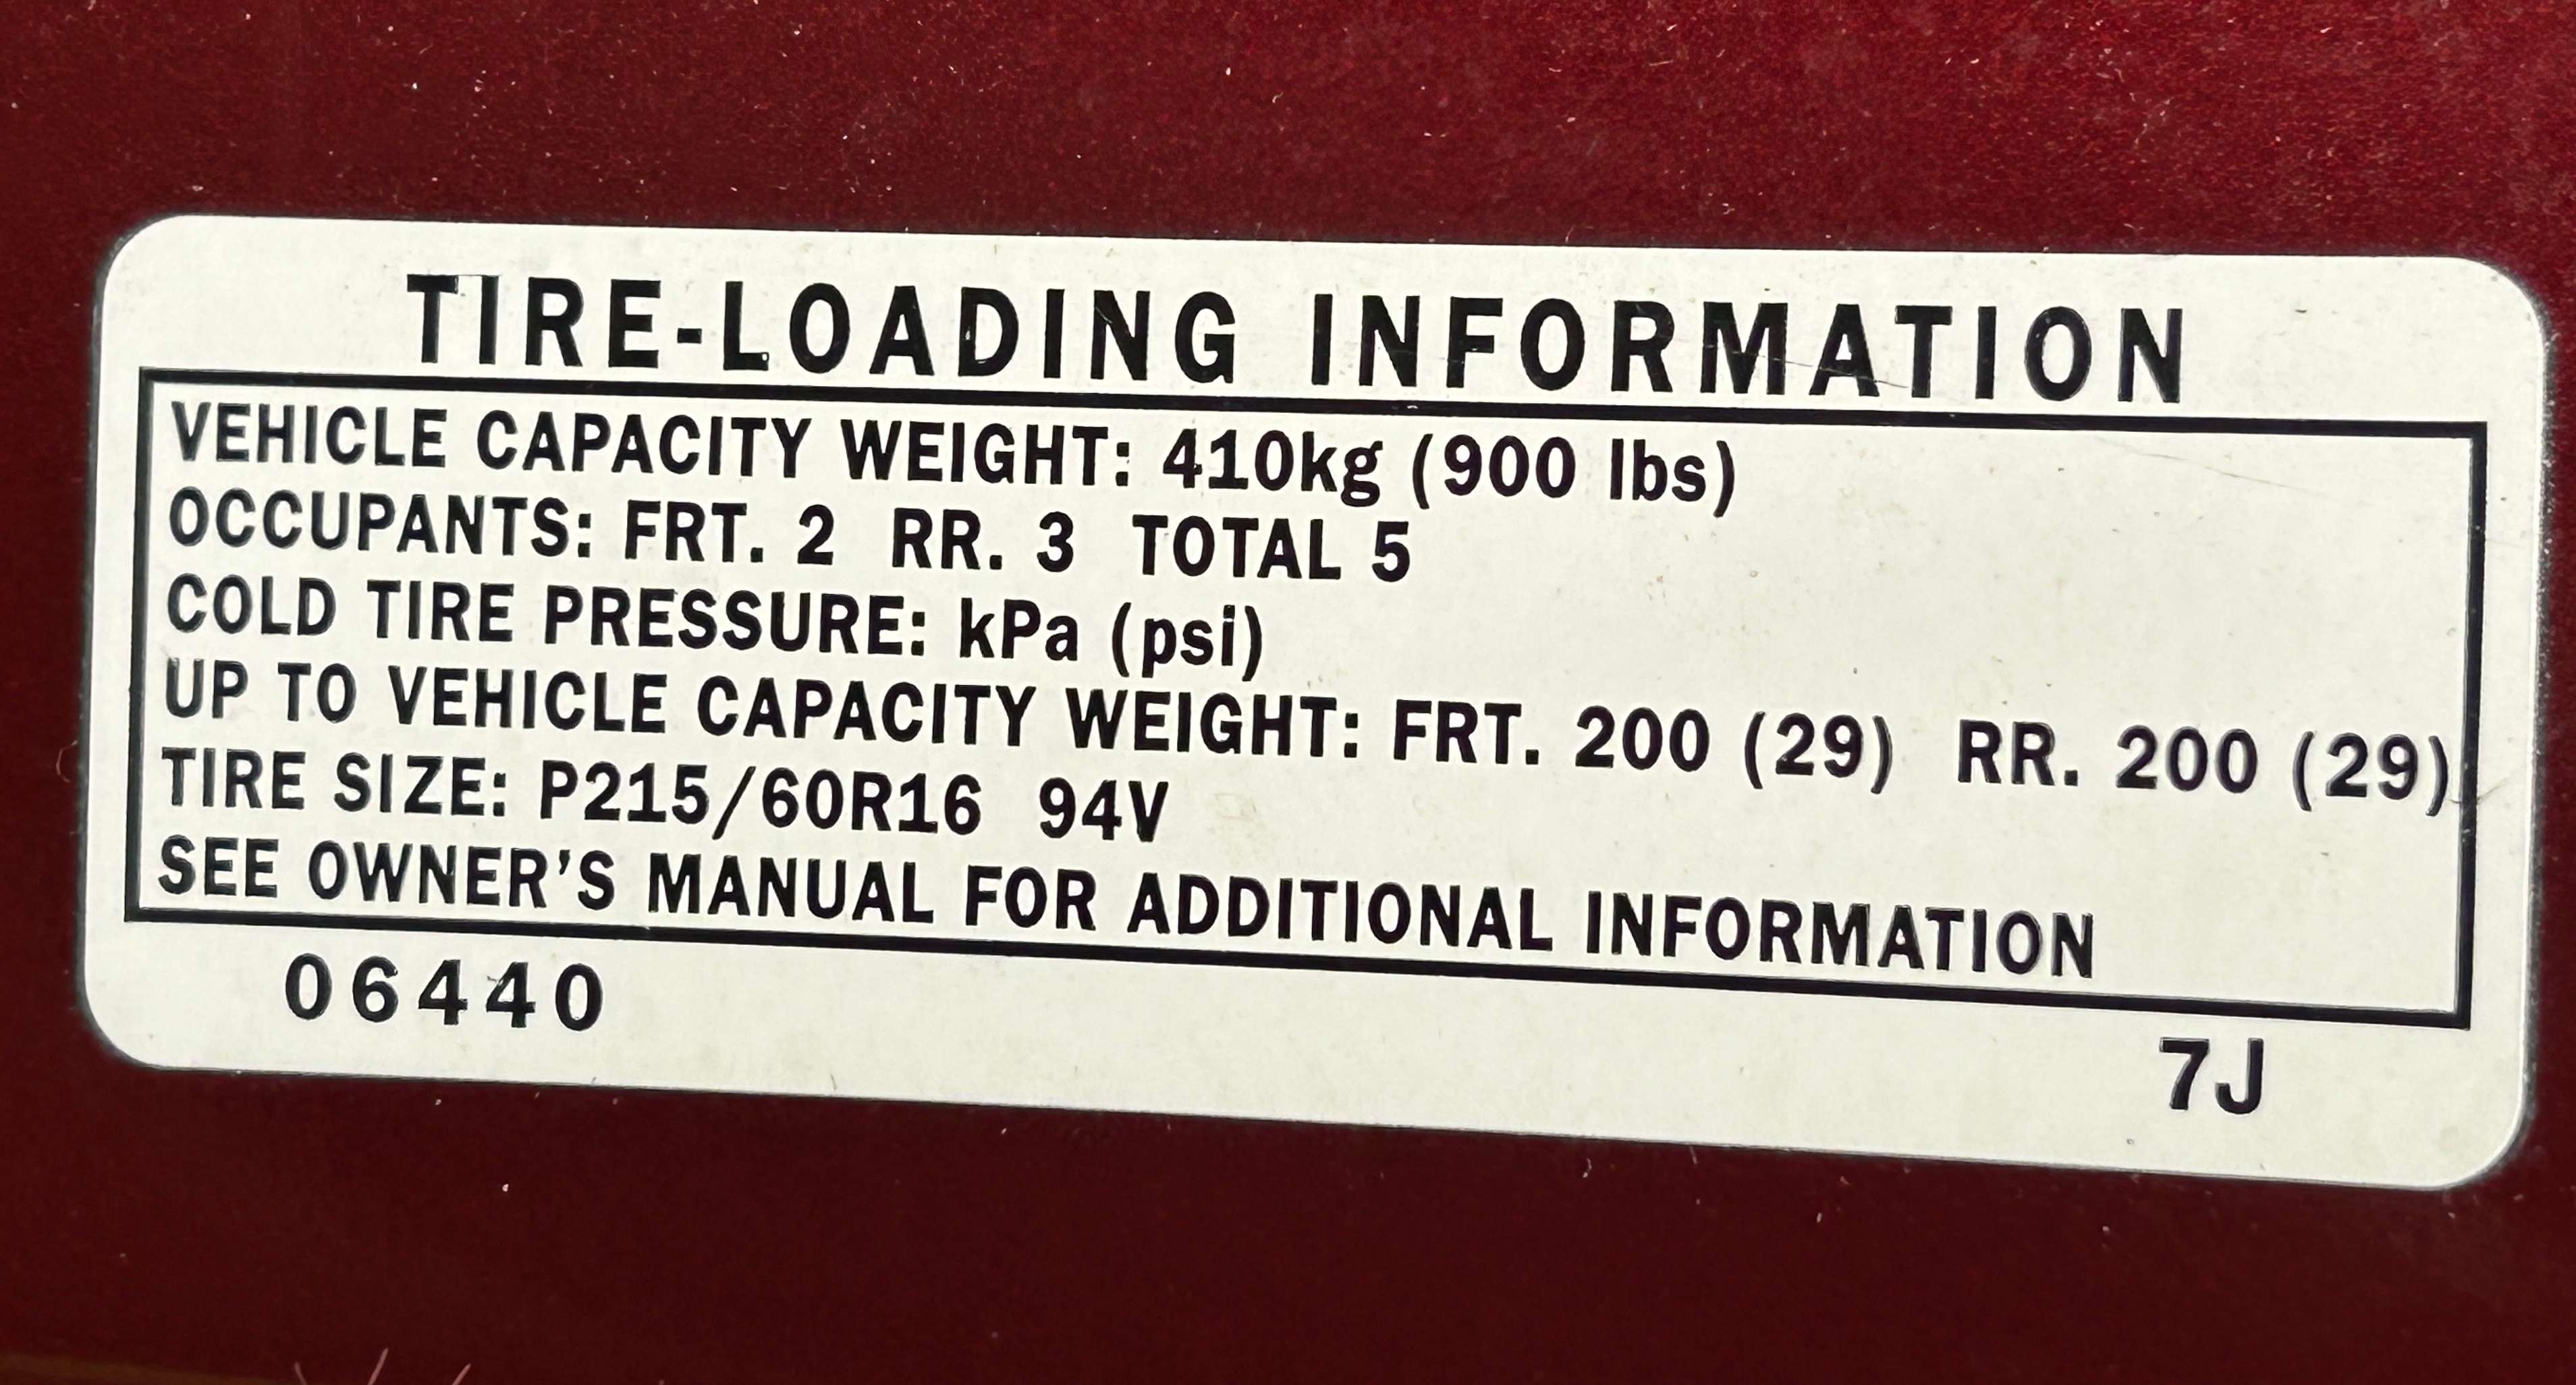 TIRE-LOADING INFORMATION
VEHICLE CAPACITY WEIGHT: 410kg (900 lbs)
OCCUPANTS: FRT. 2 RR. 3 TOTAL 5
COLD TIRE PRESSURE: kPa (psi)
UP TO VEHICLE CAPACITY WEIGHT: FRT. 200 (29) RR. 200 (29)
TIRE SIZE: P215/60R16 94V
SEE OWNER'S MANUAL FOR ADDITIONAL INFORMATION
06440
7J